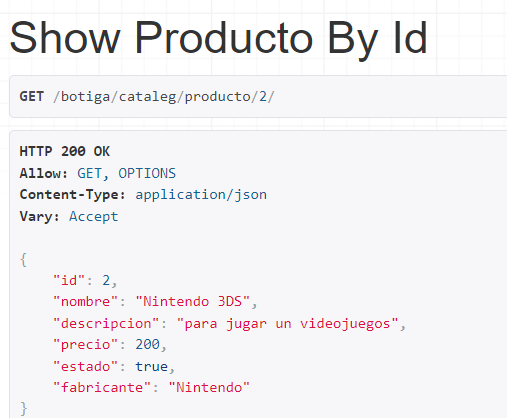 Show Producto By Id
GET /botiga/cataleg/producto/2/
HTTP 200 OK
Allow: GET, OPTIONS
Content-Type: application/json
Vary: Accept
{
"id": 2,
"nombre": "Nintendo 3DS",
"descripcion": "para jugar un videojuegos",
"precio": 200,
"estado": true,
"fabricante": "Nintendo"
}